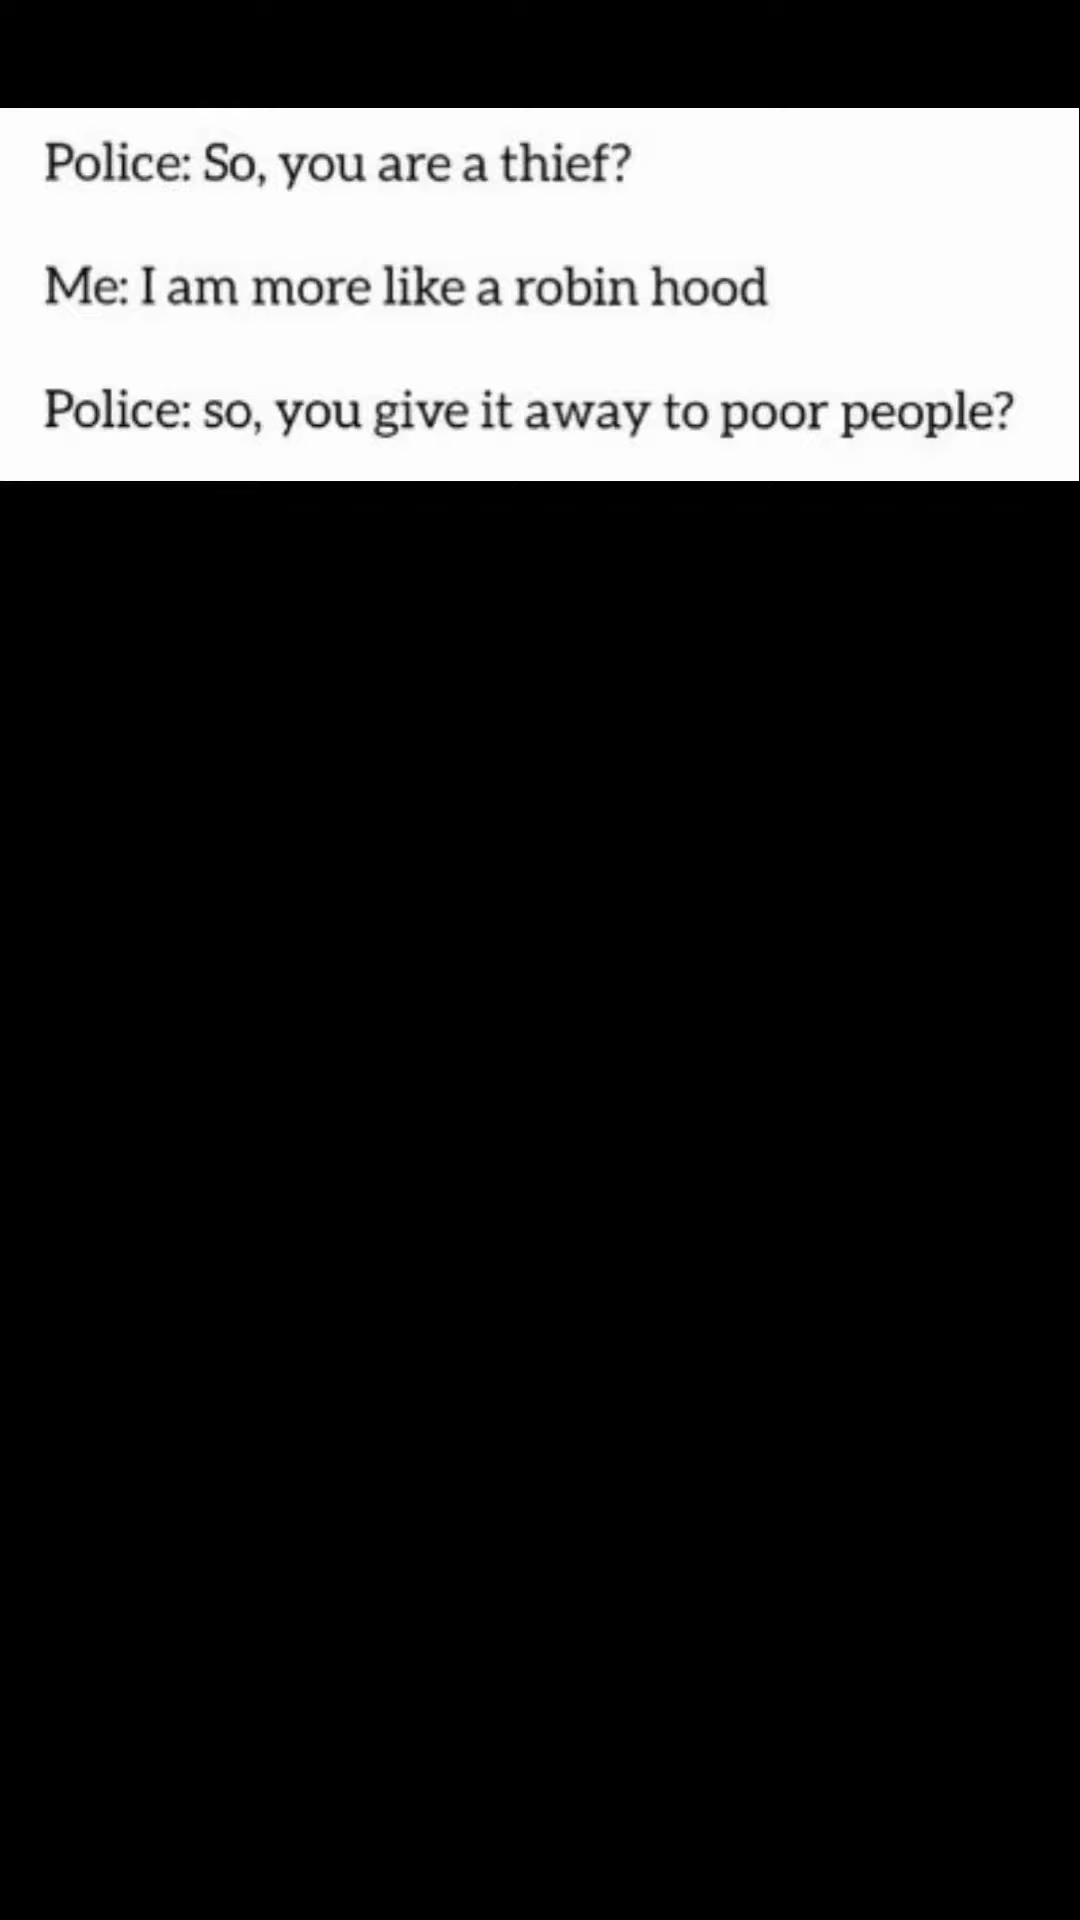 Police: So, you are a thief?
Me: I am more like a robin hood
Police: so, you give it away to poor people?